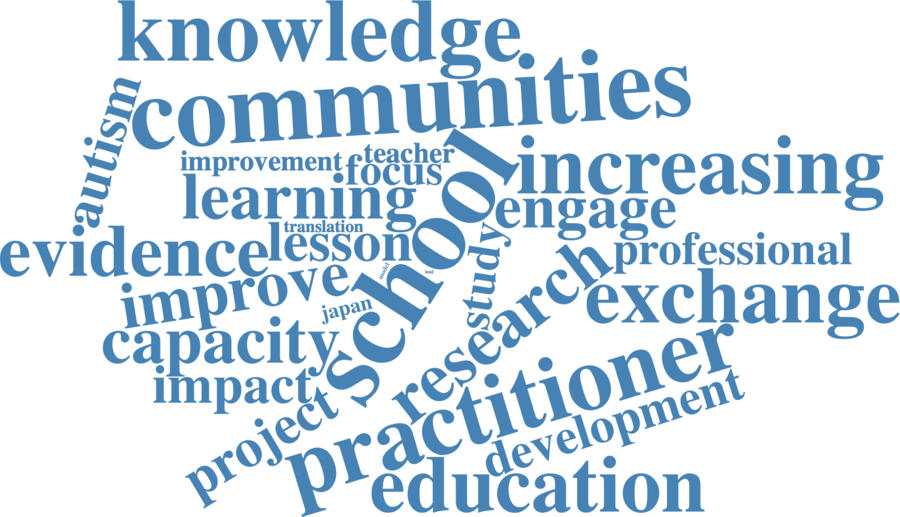 knowledge
communities
autism
improvement
teacher
focus
increasing
learning
school
engage
translation
evidence
lesson
study
professional
model
improve
japan
research
exchange
capacity
impact
practitioner
project
development
education